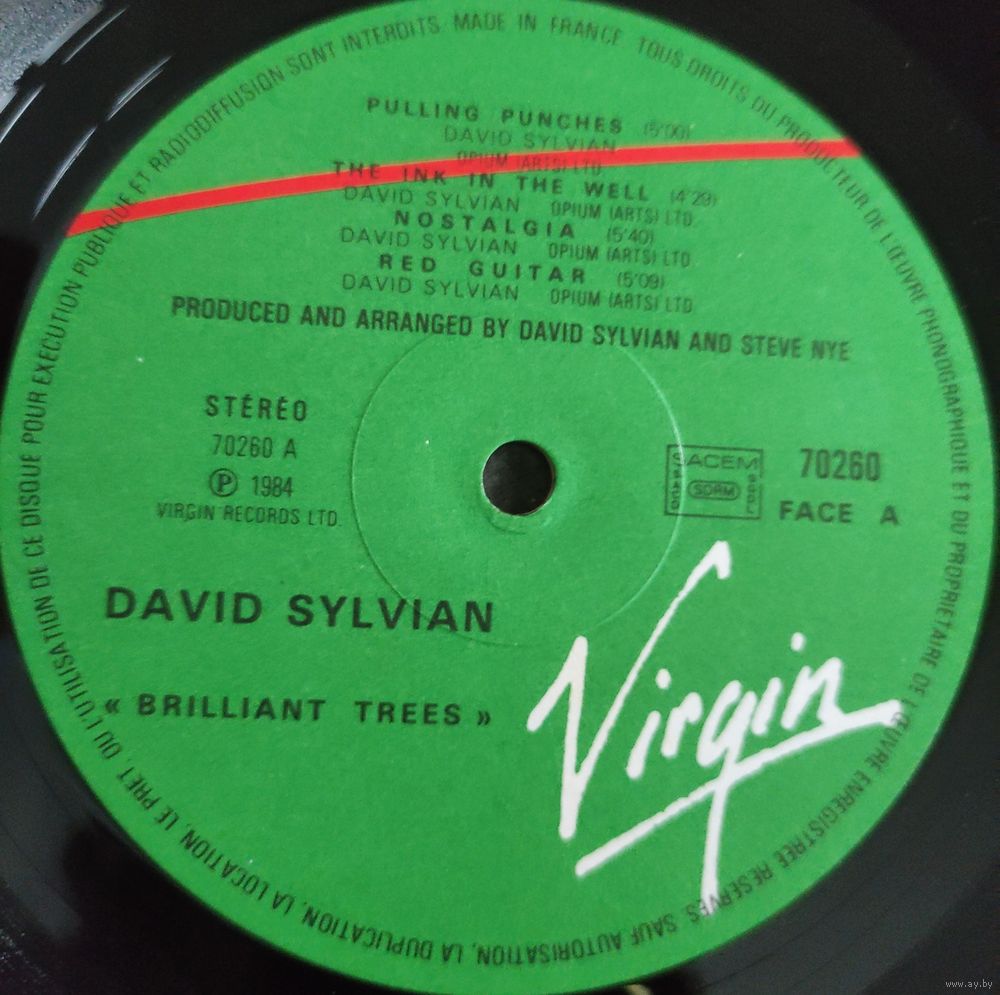 PULLING PUNCHES (5'00)
DAVID SYLVIAN
OPIUM (ARTS) LTD.
THE INK IN THE WELL (4'29)
DAVID SYLVIAN OPIUM (ARTS) LTD.
NOSTALGIA (5'40)
DAVID SYLVIAN OPIUM (ARTS) LTD.
RED GUITAR (5'09)
DAVID SYLVIAN OPIUM (ARTS) LTD
PRODUCED AND ARRANGED BY DAVID SYLVIAN AND STEVE NYE
STÉRÉO
70260 A
Ⓟ 1984
VIRGIN RECORDS LTD.
SACEM
SDRM
70260
FACE A
DAVID SYLVIAN
« BRILLIANT TREES »
Virgin
MADE IN FRANCE TOUS DROITS DU PRODUCTEUR DE L'ŒUVRE PHONOGRAPHIQUE ET DU PROPRIETAIRE DE L'ŒUVRE ENREGISTREE RESERVES. SAUF AUTORISATION, LA DUPLICATION, LA LOCATION, LE PRET, OU L'UTILISATION DE CE DISQUE POUR EXECUTION PUBLIQUE ET RADIODIFFUSION SONT INTERDITS.
www.ay.by